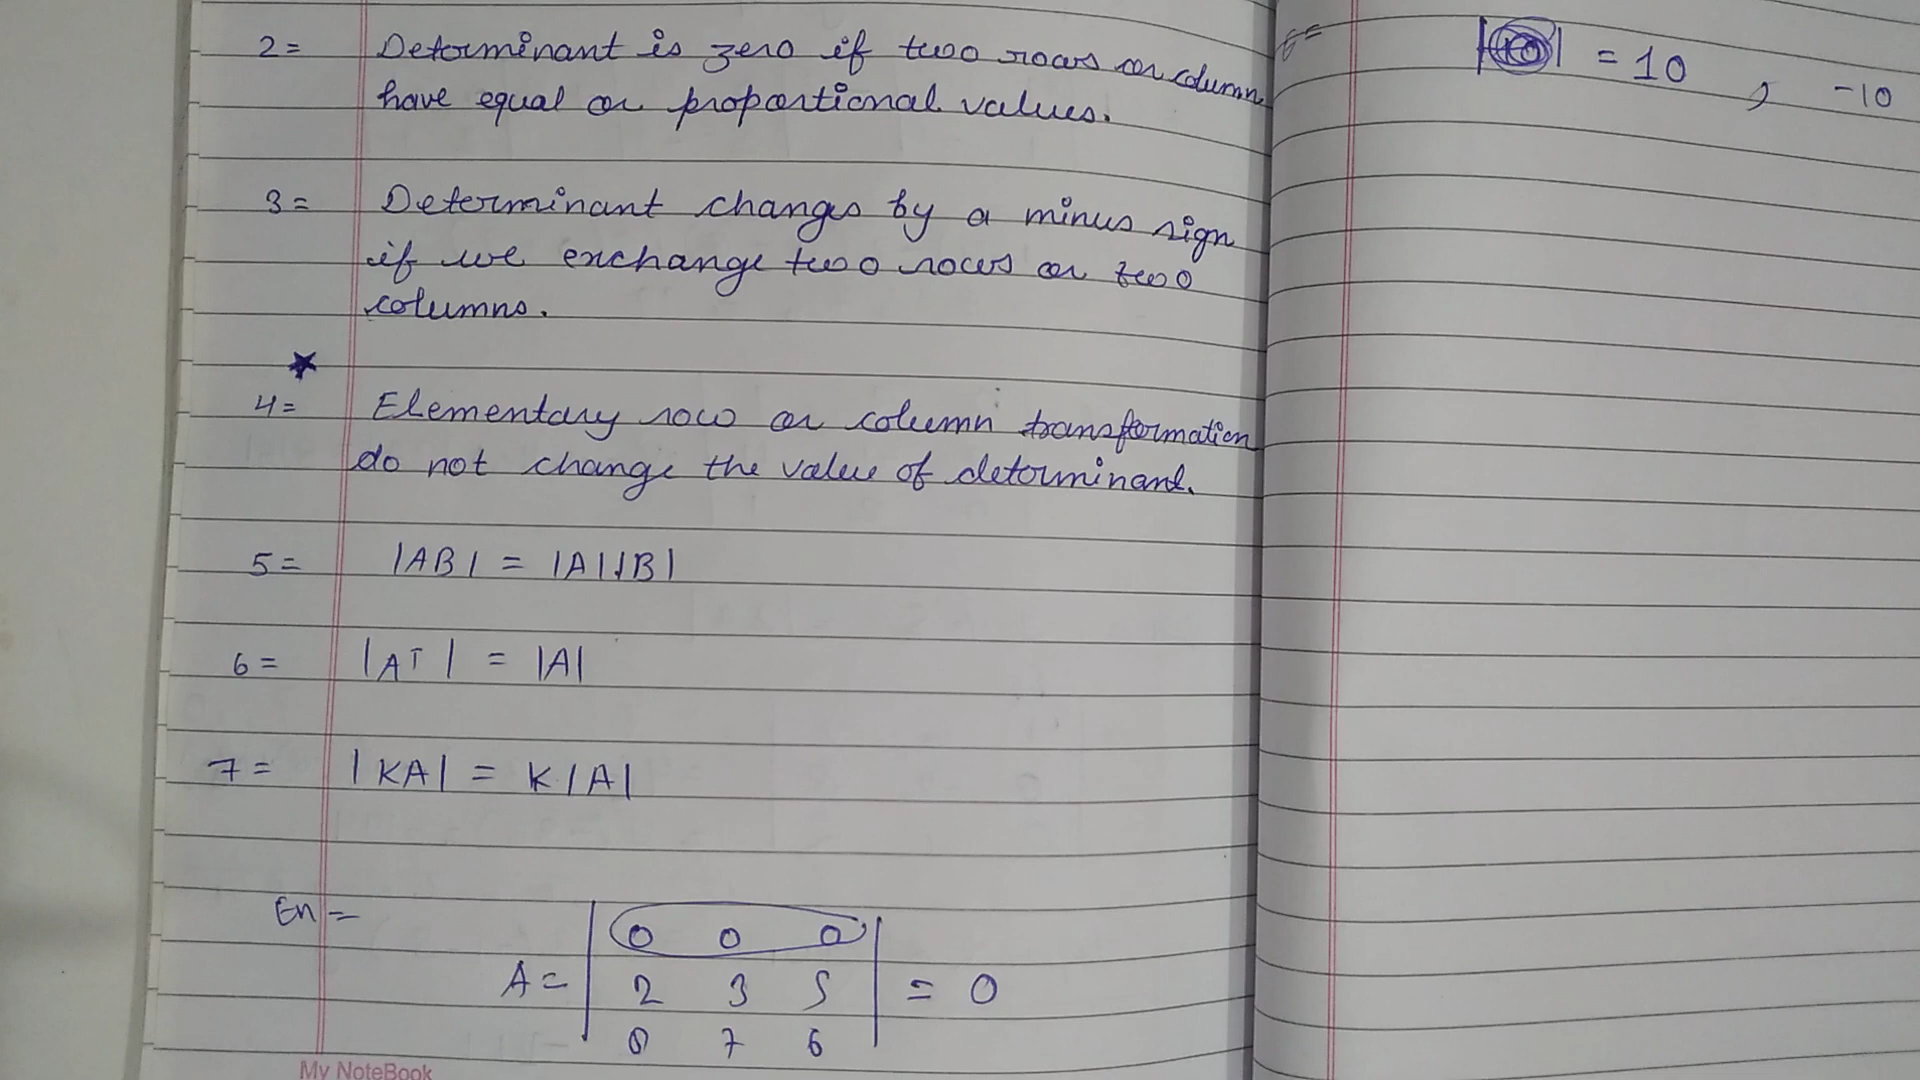 2= Determinant is zero if two rows or column
have equal or proportional values.
3= Determinant changes by a minus sign
if we exchange two rows or two
columns.
4= Elementary row or column transformation
do not change the value of determinant.
5= |AB| = |A|.|B|
6= |AT| = |A|
7= |KA| = K|A|
En =
0 0 0
A = 2 3 5 = 0
0 7 6
My NoteBook
= 10 , -10